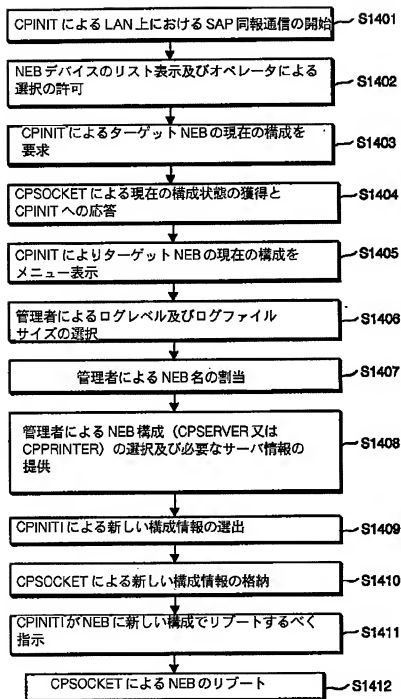 CPINIT による LAN 上における SAP 同報通信の開始
S1401
NEB デバイスのリスト表示及びオペレータによる
選択の許可
S1402
CPINIT によるターゲット NEB の現在の構成を
要求
S1403
CPSOCKET による現在の構成状態の獲得と
CPINIT への応答
S1404
CPINIT によりターゲット NEB の現在の構成を
メニュー表示
S1405
管理者によるログレベル及びログファイル
サイズの選択
S1406
管理者による NEB 名の割当
S1407
管理者による NEB 構成（CPSERVER 又は
CPPRINTER）の選択及び必要なサーバ情報の
提供
S1408
CPINITI による新しい構成情報の選出
S1409
CPSOCKET による新しい構成情報の格納
S1410
CPINITI が NEB に新しい構成でリブートするべく
指示
S1411
CPSOCKET による NEB のリブート
S1412